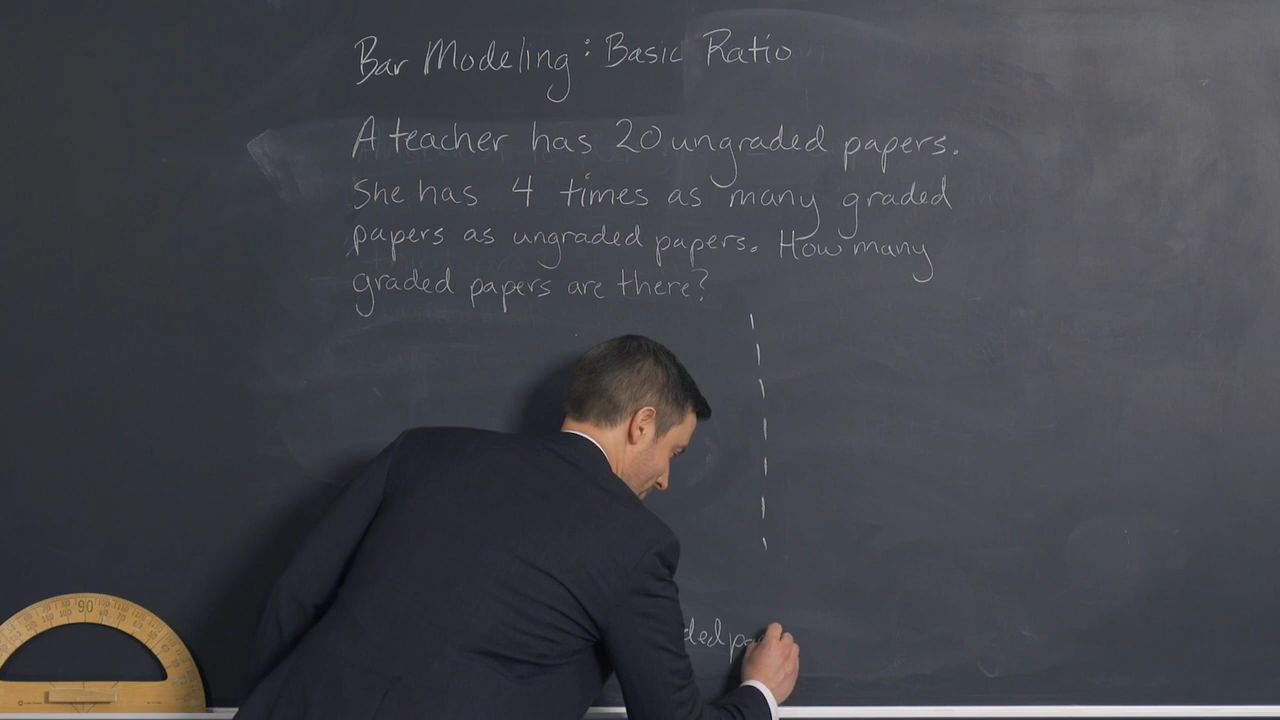 Bar Modeling: Basic Ratio
A teacher has 20 ungraded papers.
She has 4 times as many graded
papers as ungraded papers. How many
graded papers are there?
90